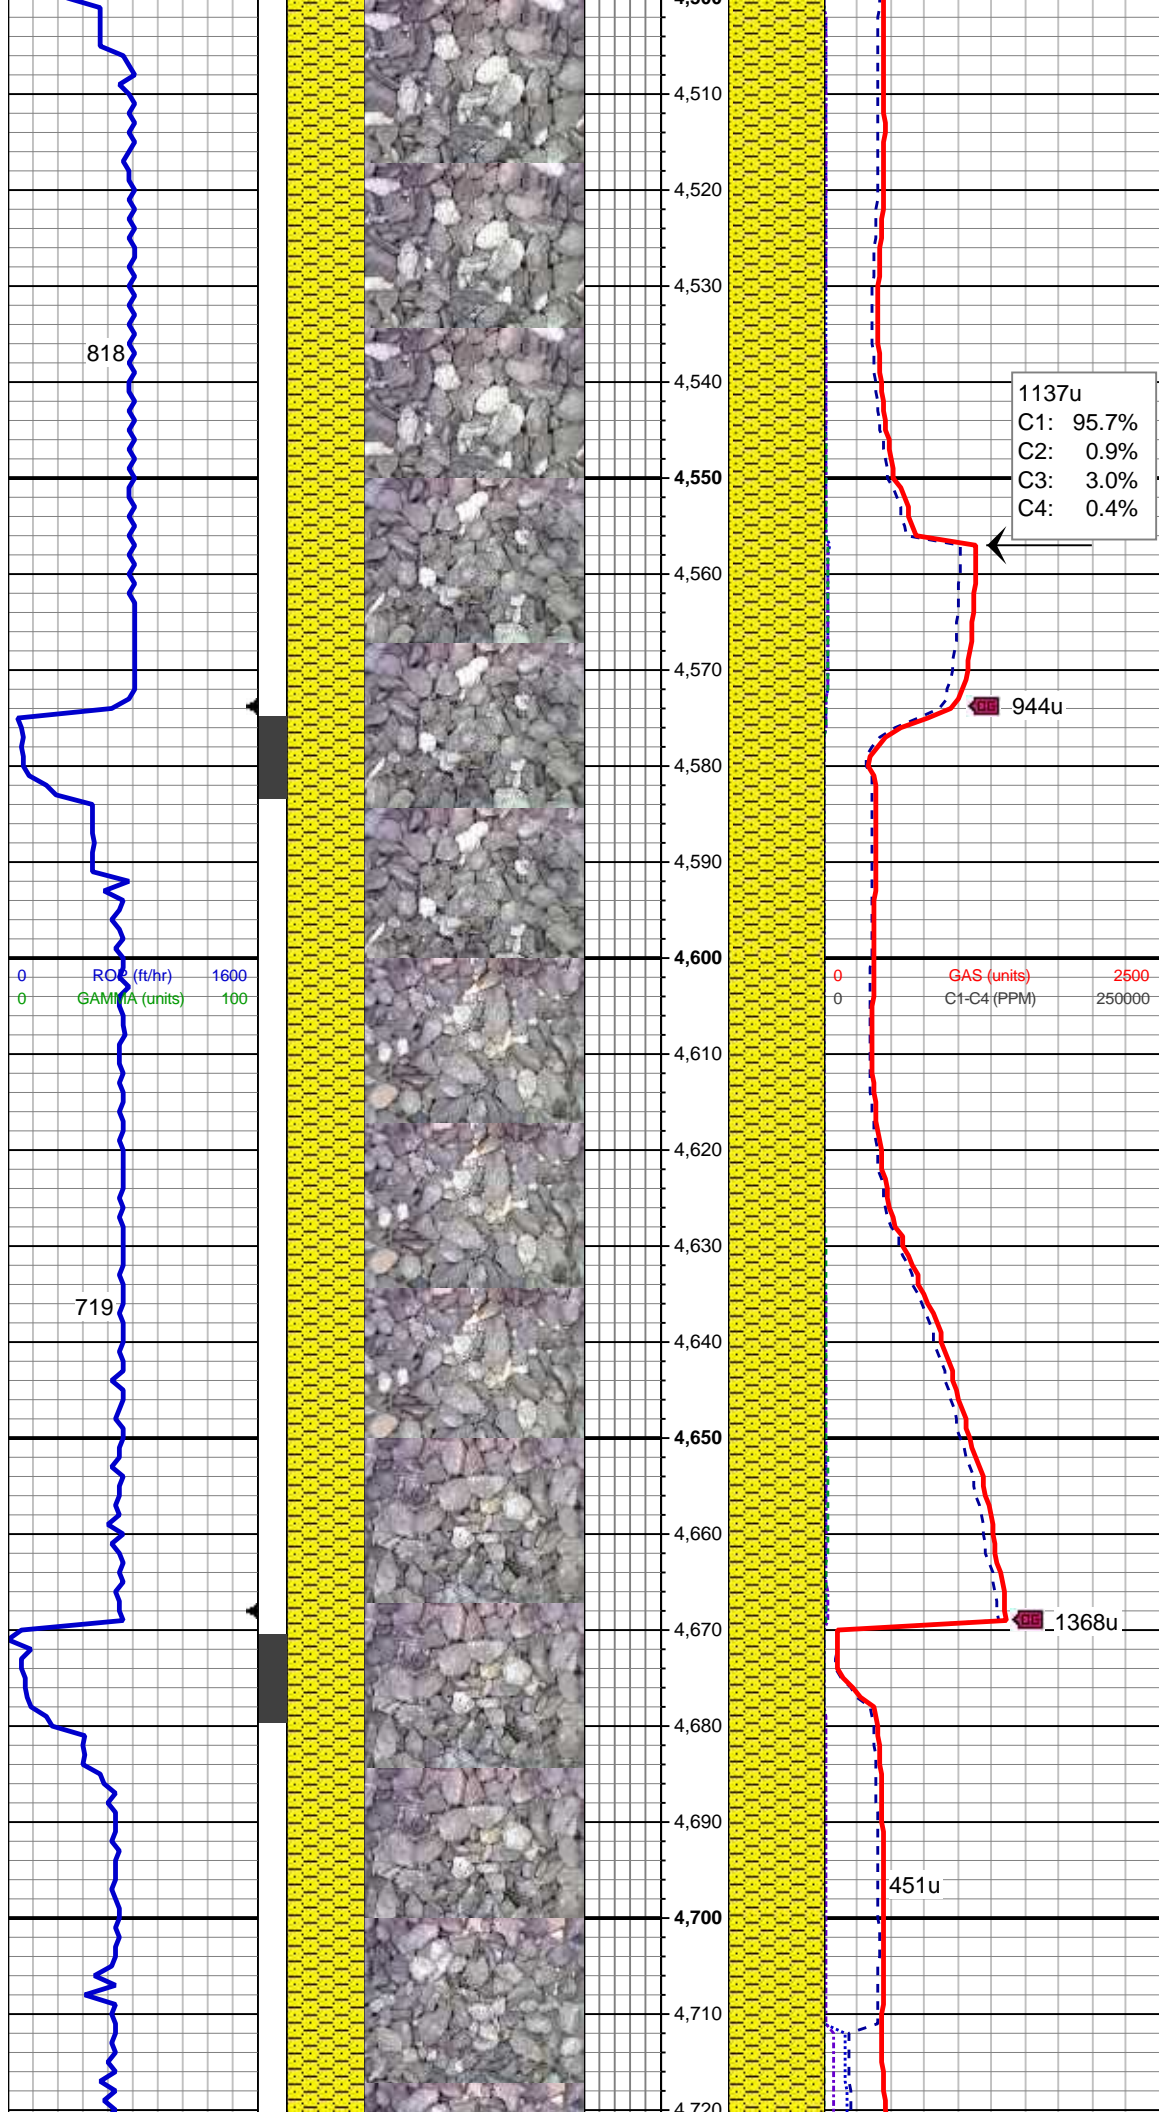 4,500
4,510
4,520
4,530
818
4,540
1137u
C1: 95.7%
C2: 0.9%
C3: 3.0%
C4: 0.4%
4,550
4,560
4,570
CG 944u
4,580
4,590
4,600
0 ROP (ft/hr) 1600
0 GAMMA (units) 100
0 GAS (units) 2500
0 C1-C4 (PPM) 250000
4,610
4,620
4,630
719
4,640
4,650
4,660
4,670
CG 1368u
4,680
4,690
451u
4,700
4,710
4,720